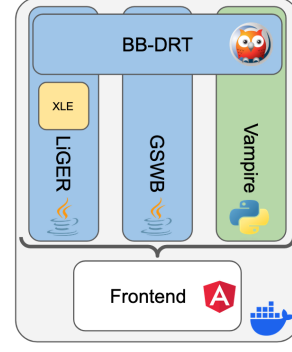 BB-DRT
XLE
LiGER
GSWB
Vampire
Frontend
A